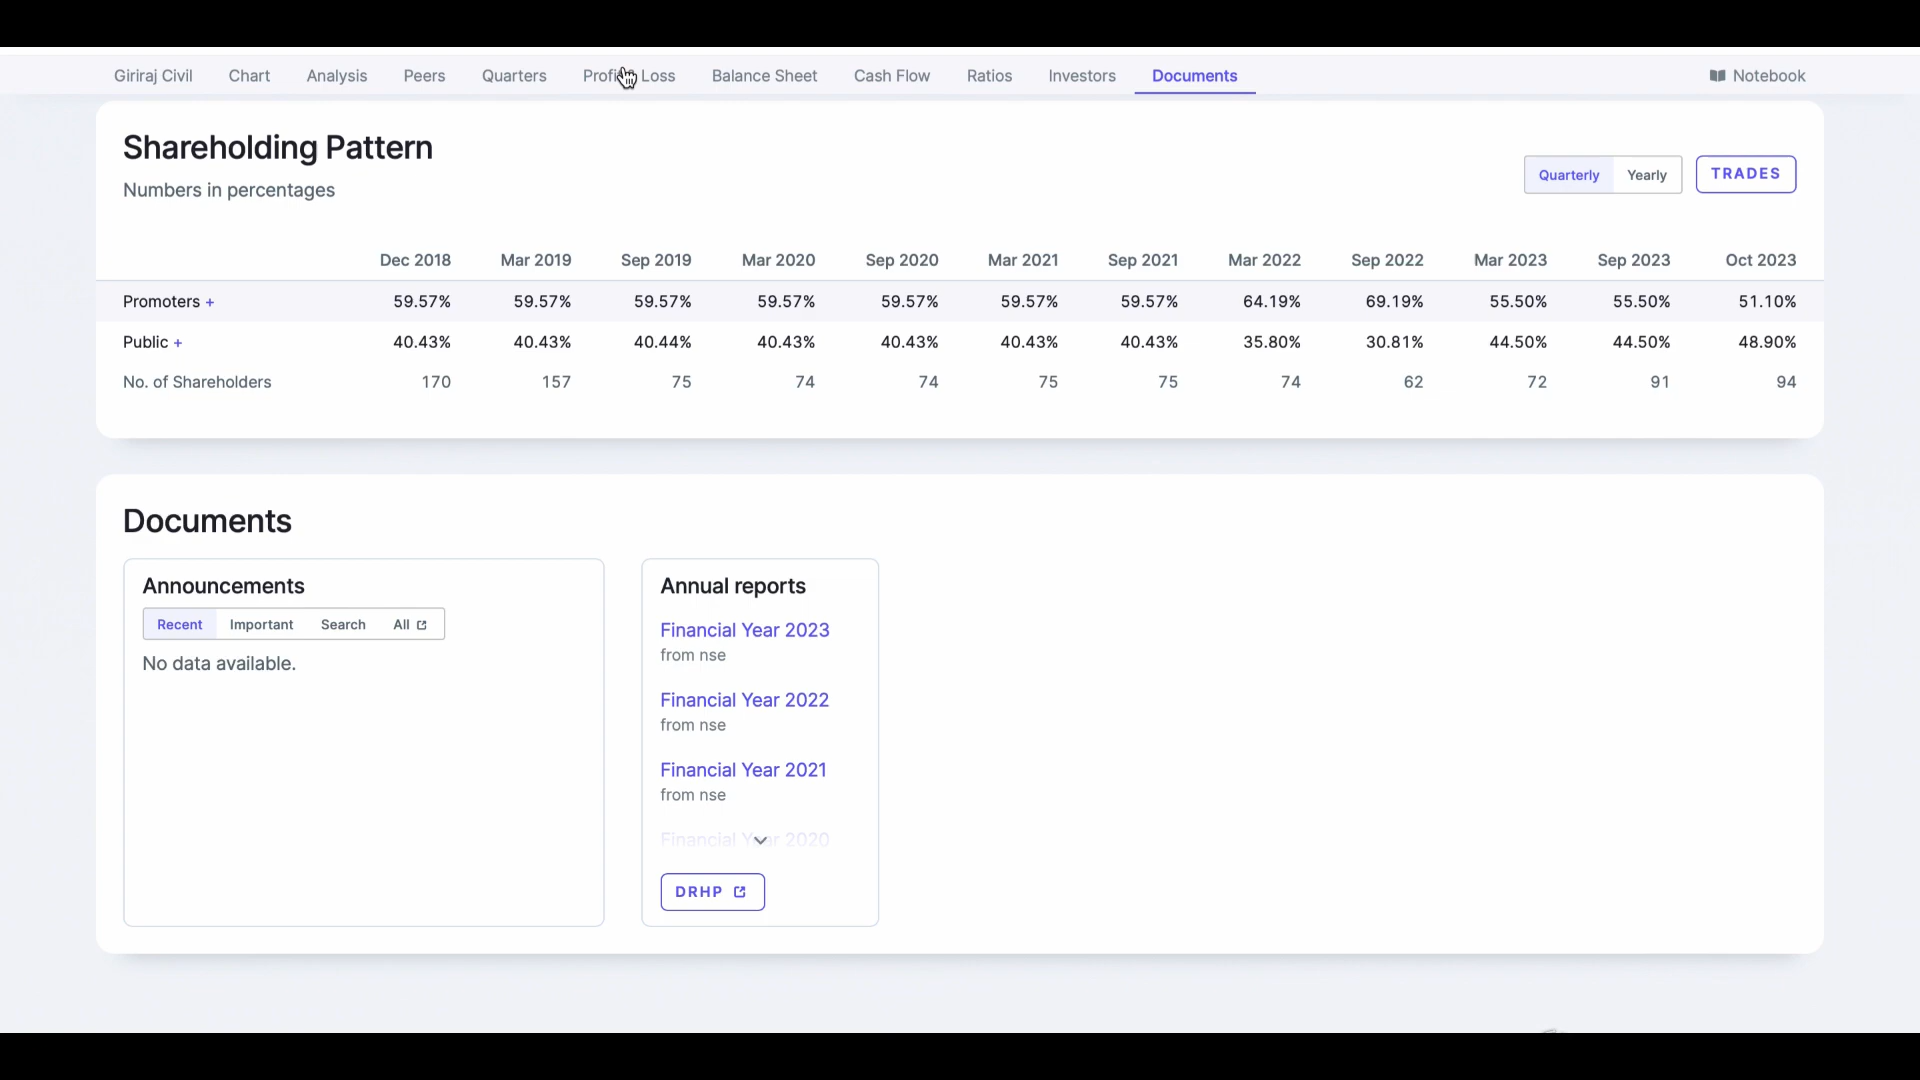 Giriraj Civil Chart Analysis Peers Quarters Profit Loss Balance Sheet Cash Flow Ratios Investors Documents Notebook
Shareholding Pattern
Numbers in percentages
Quarterly Yearly TRADES
Dec 2018 Mar 2019 Sep 2019 Mar 2020 Sep 2020 Mar 2021 Sep 2021 Mar 2022 Sep 2022 Mar 2023 Sep 2023 Oct 2023
Promoters + 59.57% 59.57% 59.57% 59.57% 59.57% 59.57% 59.57% 64.19% 69.19% 55.50% 55.50% 51.10%
Public + 40.43% 40.43% 40.44% 40.43% 40.43% 40.43% 40.43% 35.80% 30.81% 44.50% 44.50% 48.90%
No. of Shareholders 170 157 75 74 74 75 75 74 62 72 91 94
Documents
Announcements
Recent Important Search All
No data available.
Annual reports
Financial Year 2023
from nse
Financial Year 2022
from nse
Financial Year 2021
from nse
Financial Year 2020
DRHP